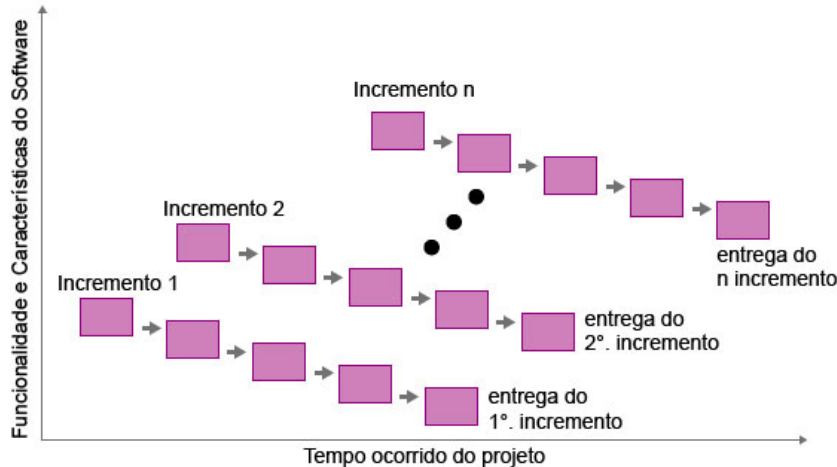 Funcionalidade e Características do Software
Incremento n
Incremento 2
Incremento 1
entrega do
n incremento
entrega do
2°. incremento
entrega do
1°. incremento
Tempo ocorrido do projeto